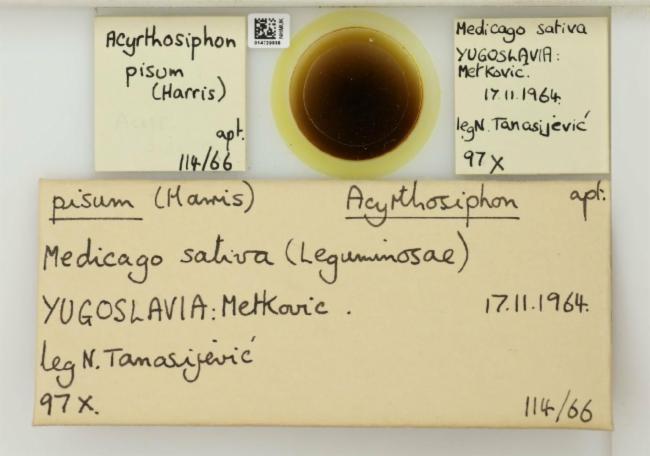 Acyrthosiphon
pisum
(Harris)
apt.
114/66
NHMUK
Medicago sativa
YUGOSLAVIA:
Metkovic.
17.11.1964.
leg N. Tanasijević
97 X
pisum (Harris) Acyrthosiphon apt.
Medicago sativa (Leguminosae)
YUGOSLAVIA: Metkovic . 17.11.1964.
leg N. Tanasijević
97 X. 114/66